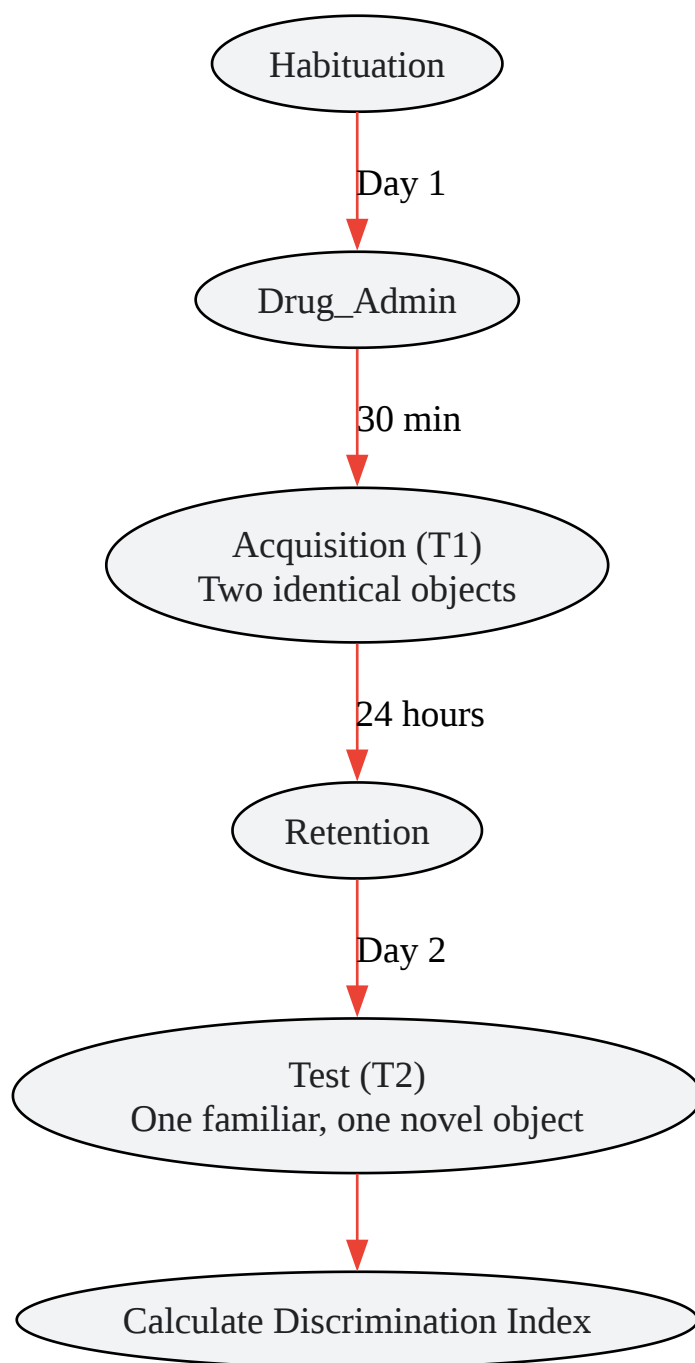 Habituation
Day 1
Drug_Admin
30 min
Acquisition (T1)
Two identical objects
24 hours
Retention
Day 2
Test (T2)
One familiar, one novel object
Calculate Discrimination Index